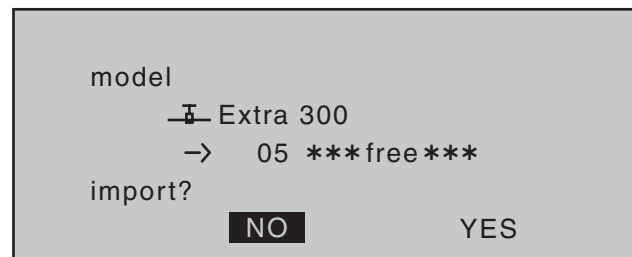 model
Extra 300
→ 05 ***free***
import?
NO YES